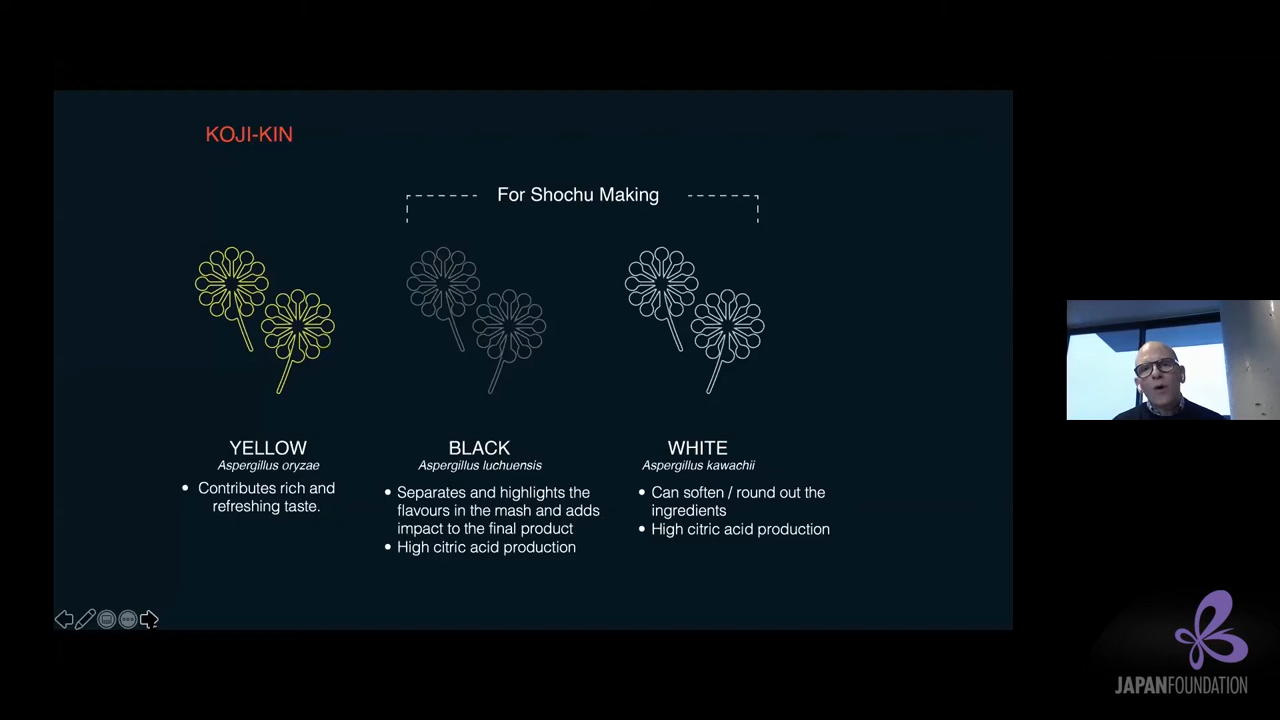 KOJI-KIN
For Shochu Making
YELLOW
Aspergillus oryzae
• Contributes rich and
refreshing taste.
BLACK
Aspergillus luchuensis
• Separates and highlights the
flavours in the mash and adds
impact to the final product
• High citric acid production
WHITE
Aspergillus kawachii
• Can soften / round out the
ingredients
• High citric acid production
JAPANFOUNDATION